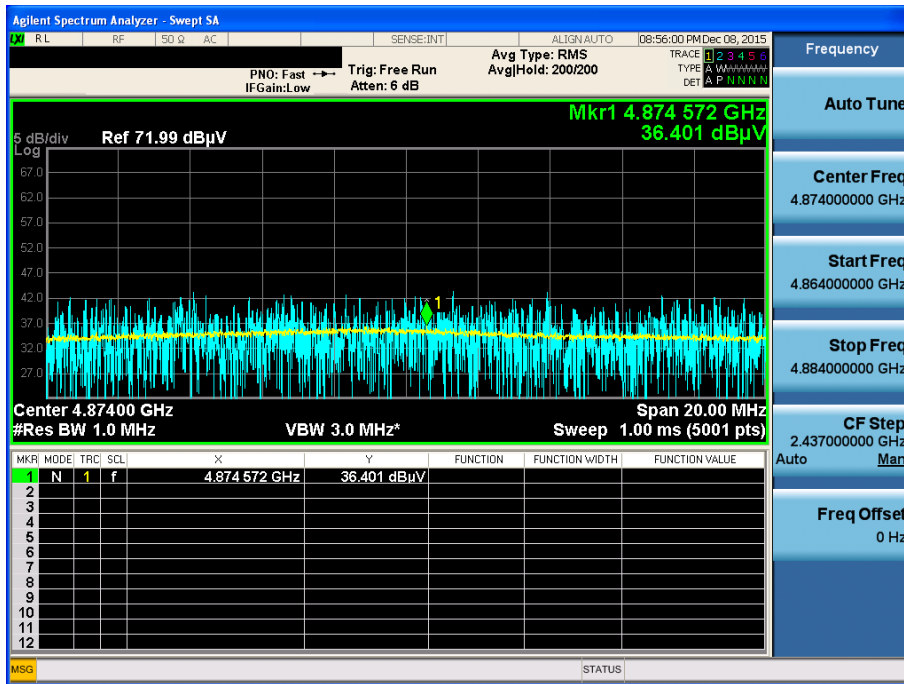 Agilent Spectrum Analyzer - Swept SA
LXI RL RF 50 Ω AC SENSE:INT ALIGN AUTO 08:56:00 PM Dec 08, 2015
PNO: Fast
IFGain:Low
Trig: Free Run
Atten: 6 dB
Avg Type: RMS
Avg|Hold: 200/200
TRACE 1 2 3 4 5 6
TYPE A WWWWW
DET A P N N N N
Mkr1 4.874 572 GHz
36.401 dBµV
5 dB/div Ref 71.99 dBµV
Log
67.0
62.0
57.0
52.0
47.0
42.0
37.0
32.0
27.0
1
Center 4.87400 GHz Span 20.00 MHz
#Res BW 1.0 MHz VBW 3.0 MHz* Sweep 1.00 ms (5001 pts)
MKR MODE TRC SCL X Y FUNCTION FUNCTION WIDTH FUNCTION VALUE
1 N 1 f 4.874 572 GHz 36.401 dBµV
2
3
4
5
6
7
8
9
10
11
12
MSG STATUS
Frequency
Auto Tune
Center Freq
4.874000000 GHz
Start Freq
4.864000000 GHz
Stop Freq
4.884000000 GHz
CF Step
2.437000000 GHz
Auto Man
Freq Offset
0 Hz